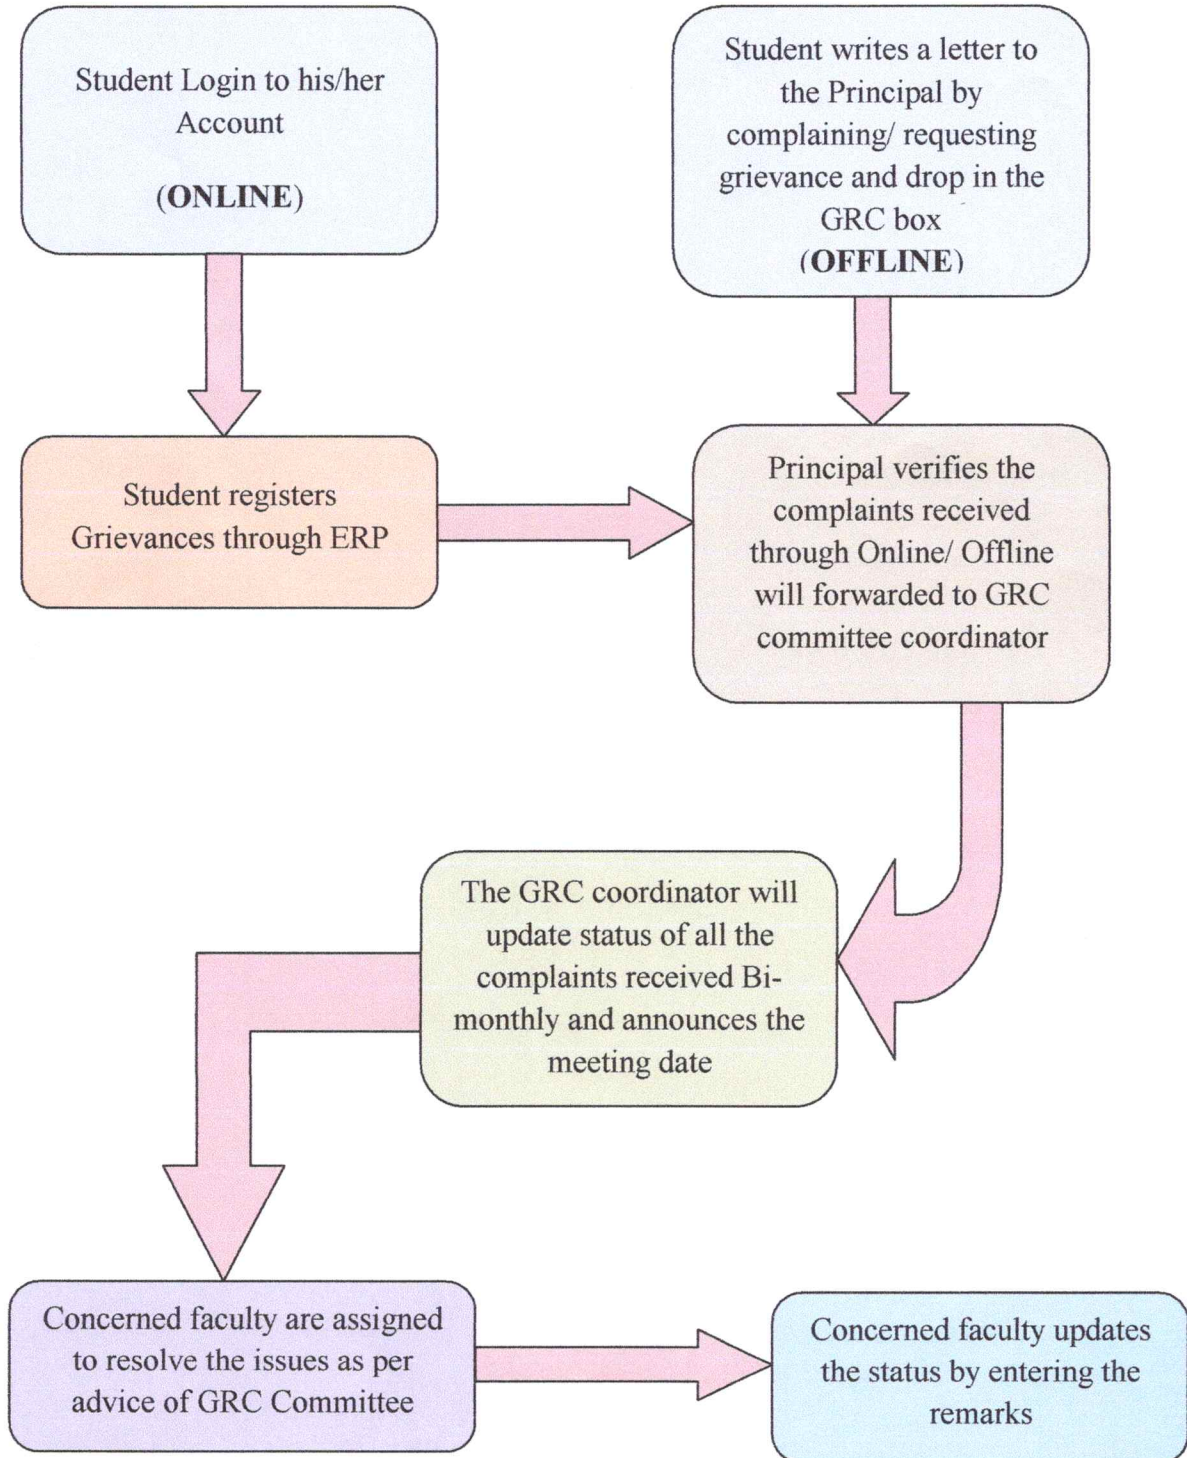 Student Login to his/her
Account
(ONLINE)
Student writes a letter to
the Principal by
complaining/ requesting
grievance and drop in the
GRC box
(OFFLINE)
Student registers
Grievances through ERP
Principal verifies the
complaints received
through Online/ Offline
will forwarded to GRC
committee coordinator
The GRC coordinator will
update status of all the
complaints received Bi-
monthly and announces the
meeting date
Concerned faculty are assigned
to resolve the issues as per
advice of GRC Committee
Concerned faculty updates
the status by entering the
remarks